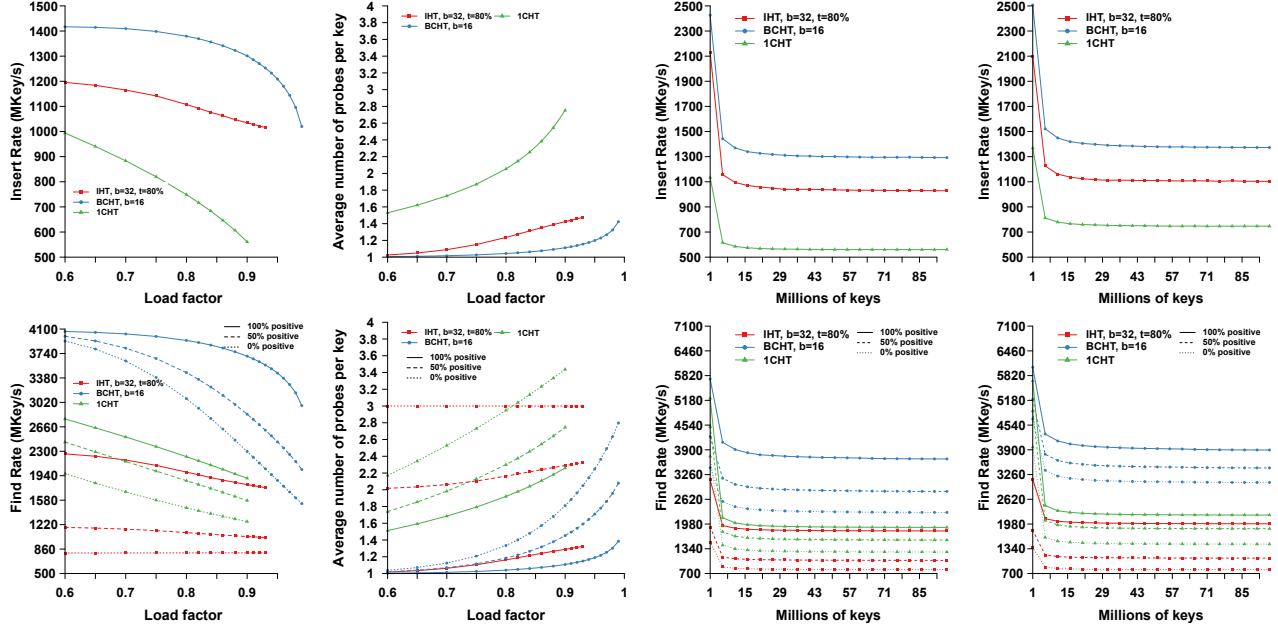 Insert Rate (MKey/s)
1500
1400
1300
1200
1100
1000
900
800
700
600
500
IHT, b=32, t=80%
BCHT, b=16
1CHT
0.6 0.7 0.8 0.9
Load factor
Average number of probes per key
4
3.8
3.6
3.4
3.2
3
2.8
2.6
2.4
2.2
2
1.8
1.6
1.4
1.2
1
IHT, b=32, t=80% 1CHT
BCHT, b=16
0.6 0.7 0.8 0.9 1
Load factor
Insert Rate (MKey/s)
2500
2300
2100
1900
1700
1500
1300
1100
900
700
500
IHT, b=32, t=80%
BCHT, b=16
1CHT
1 15 29 43 57 71 85
Millions of keys
Insert Rate (MKey/s)
2500
2300
2100
1900
1700
1500
1300
1100
900
700
500
IHT, b=32, t=80%
BCHT, b=16
1CHT
1 15 29 43 57 71 85
Millions of keys
Find Rate (MKey/s)
4100
3740
3380
3020
2660
2300
1940
1580
1220
860
500
100% positive
50% positive
0% positive
IHT, b=32, t=80%
BCHT, b=16
1CHT
0.6 0.7 0.8 0.9
Load factor
Average number of probes per key
4
3.8
3.6
3.4
3.2
3
2.8
2.6
2.4
2.2
2
1.8
1.6
1.4
1.2
1
IHT, b=32, t=80% 1CHT
BCHT, b=16
100% positive
50% positive
0% positive
0.6 0.7 0.8 0.9 1
Load factor
Find Rate (MKey/s)
7100
6460
5820
5180
4540
3900
3260
2620
1980
1340
700
IHT, b=32, t=80% 100% positive
BCHT, b=16 50% positive
1CHT 0% positive
1 15 29 43 57 71 85
Millions of keys
Find Rate (MKey/s)
7100
6460
5820
5180
4540
3900
3260
2620
1980
1340
700
IHT, b=32, t=80% 100% positive
BCHT, b=16 50% positive
1CHT 0% positive
1 15 29 43 57 71 85
Millions of keys